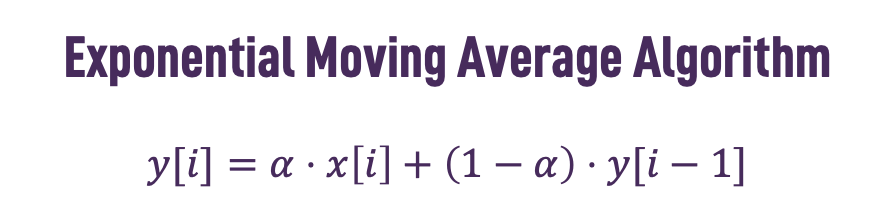 Exponential Moving Average Algorithm
y[i] = α · x[i] + (1 − α) · y[i − 1]